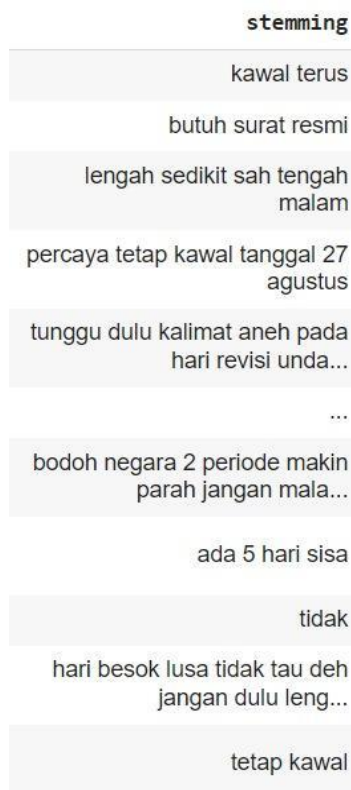 stemming
kawal terus
butuh surat resmi
lengah sedikit sah tengah
malam
percaya tetap kawal tanggal 27
agustus
tunggu dulu kalimat aneh pada
hari revisi unda...
...
bodoh negara 2 periode makin
parah jangan mala...
ada 5 hari sisa
tidak
hari besok lusa tidak tau deh
jangan dulu leng...
tetap kawal